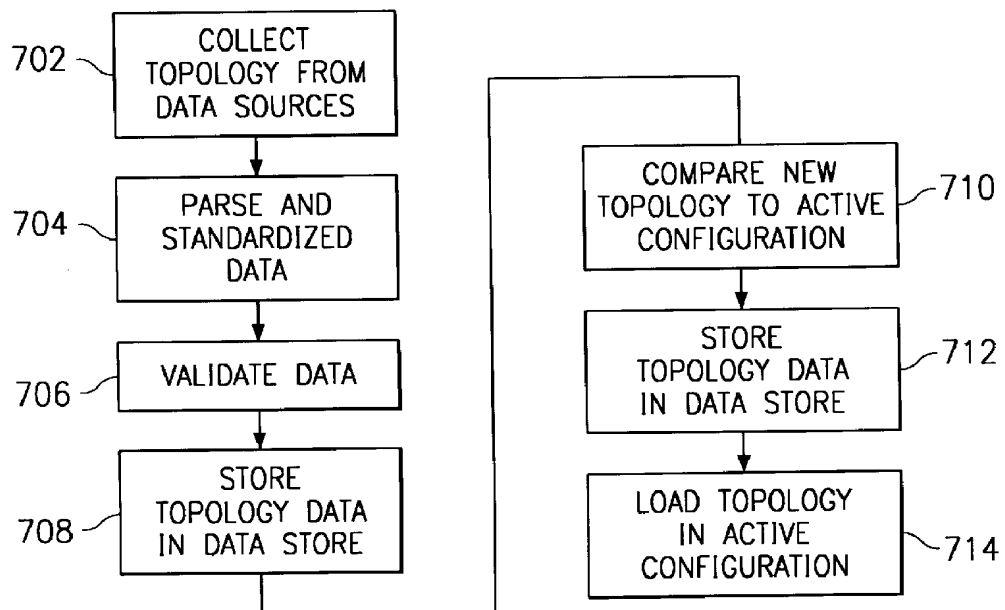 702
COLLECT
TOPOLOGY FROM
DATA SOURCES
704
PARSE AND
STANDARDIZED
DATA
706
VALIDATE DATA
708
STORE
TOPOLOGY DATA
IN DATA STORE
COMPARE NEW
TOPOLOGY TO ACTIVE
CONFIGURATION
710
STORE
TOPOLOGY DATA
IN DATA STORE
712
LOAD TOPOLOGY
IN ACTIVE
CONFIGURATION
714